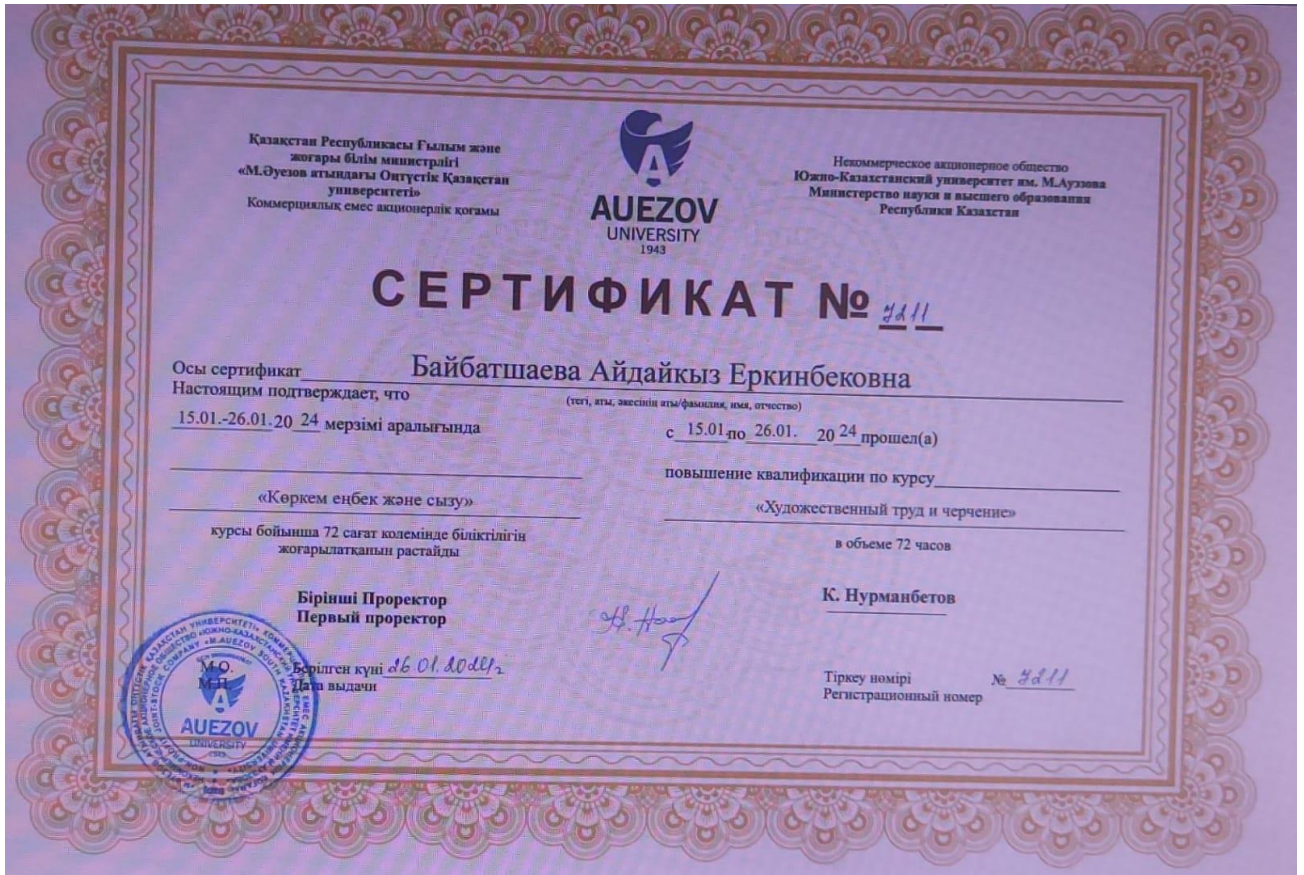 Қазақстан Республикасы Ғылым және
жоғары білім министрлігі
«М.Әуезов атындағы Оңтүстік Қазақстан
университеті»
Коммерциялық емес акционерлік қоғамы
AUEZOV
UNIVERSITY
1943
Некоммерческое акционерное общество
Южно-Казахстанский университет им. М.Ауэзова
Министерство науки и высшего образования
Республики Казахстан
СЕРТИФИКАТ № 7211
Осы сертификат Байбатшаева Айдайкыз Еркинбековна
Настоящим подтверждает, что
(тегі, аты, әкесінің аты/фамилия, имя, отчество)
15.01.-26.01.20 24 мерзімі аралығында
«Көркем еңбек және сызу»
курсы бойынша 72 сағат көлемінде біліктілігін
жоғарылатқанын растайды
с 15.01 по 26.01. 20 24 прошел(а)
повышение квалификации по курсу
«Художественный труд и черчение»
в объеме 72 часов
Бірінші Проректор
Первый проректор
К. Нурманбетов
М.О.
М.П.
Берілген күні 26.01.2024г
Дата выдачи
Тіркеу нөмірі № 7211
Регистрационный номер
AUEZOV
UNIVERSITY